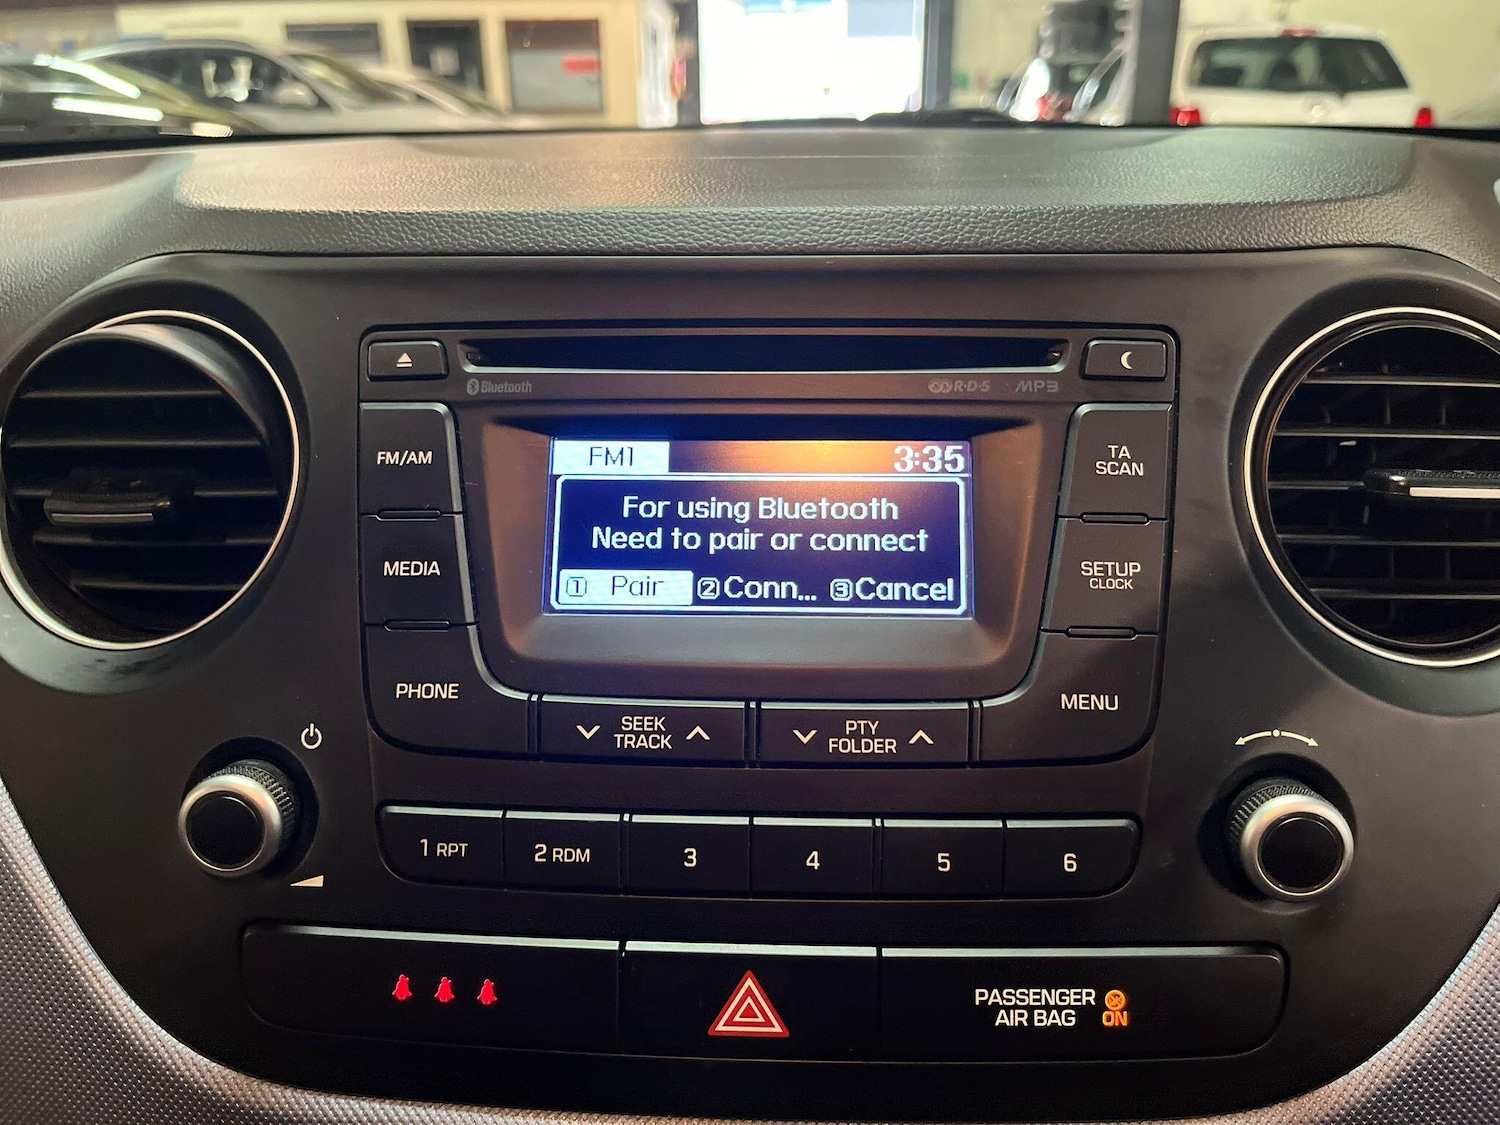 Bluetooth
R·D·S
MP3
FM/AM
FM1
3:35
TA
SCAN
For using Bluetooth
Need to pair or connect
1 Pair 2 Conn... 3 Cancel
MEDIA
SETUP
CLOCK
PHONE
SEEK
TRACK
PTY
FOLDER
MENU
1 RPT
2 RDM
3
4
5
6
PASSENGER
AIR BAG
ON